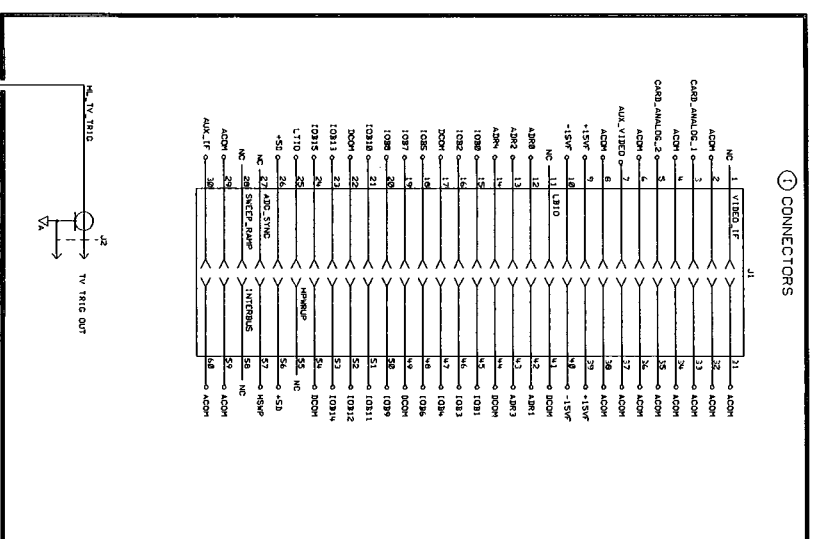 1 CONNECTORS
J1
NC 1 VIDEO_IF 31 ACOM
ACOM 2 32 ACOM
CARD_ANALOG_1 3 33 ACOM
ACOM 4 34 ACOM
CARD_ANALOG_2 5 35 ACOM
ACOM 6 36 ACOM
AUX_VIDEO 7 37 ACOM
ACOM 8 38 ACOM
+15VF 9 39 +15VF
-15VF 10 40 -15VF
NC 11 LBIO 41 DCOM
ADR0 12 42 ADR1
ADR2 13 43 ADR3
ADR4 14 44 DCOM
IOB0 15 45 IOB1
IOB2 16 46 IOB3
DCOM 17 47 IOB4
IOB5 18 48 IOB6
IOB7 19 49 DCOM
IOB8 20 50 IOB9
IOB10 21 51 IOB11
DCOM 22 52 IOB12
IOB13 23 53 IOB14
IOB15 24 54 DCOM
LTIO 25 HPWRUP 55 NC
+5D 26 56 +5D
NC 27 ADC_SYNC 57 HSWP
NC 28 SWEEP_RAMP INTERBUS 58 NC
ACOM 29 59 ACOM
AUX_IF 30 60 ACOM
HL_TV_TRIG
J2
TV TRIG OUT
A